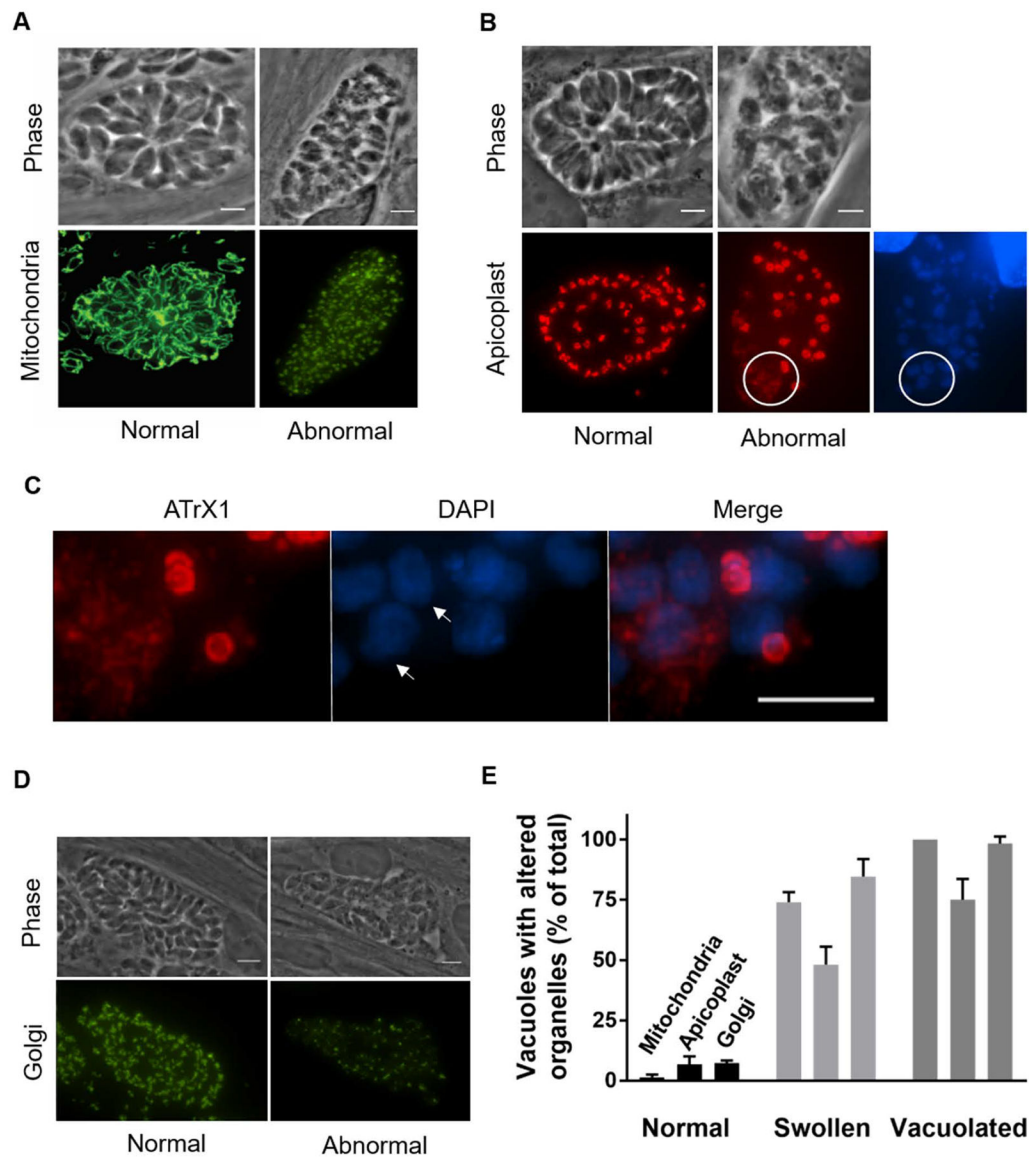 A
B
Phase
Phase
Mitochondria
Apicoplast
Normal
Abnormal
Normal
Abnormal
C
ATrX1
DAPI
Merge
D
E
Phase
Golgi
Normal
Abnormal
Vacuoles with altered
organelles (% of total)
100
75
50
25
0
Mitochondria
Apicoplast
Golgi
Normal
Swollen
Vacuolated